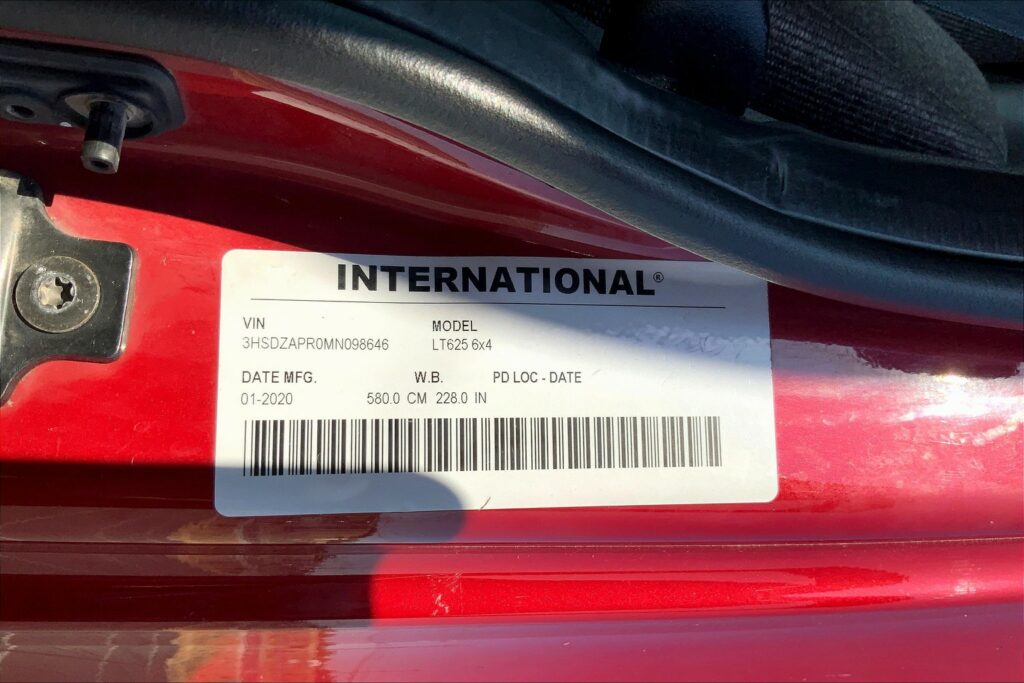 INTERNATIONAL®
VIN MODEL
3HSDZAPR0MN098646 LT625 6x4
DATE MFG. W.B. PD LOC - DATE
01-2020 580.0 CM 228.0 IN